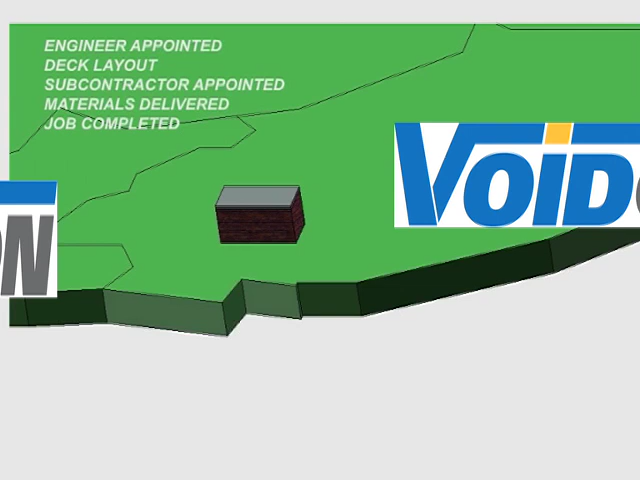 ENGINEER APPOINTED
DECK LAYOUT
SUBCONTRACTOR APPOINTED
MATERIALS DELIVERED
JOB COMPLETED
VOID
ON